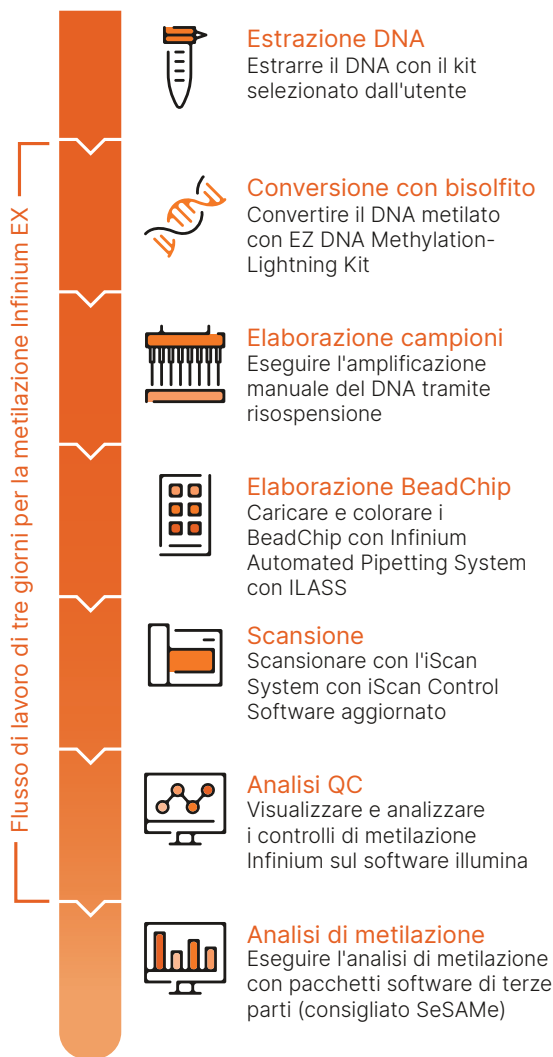 Flusso di lavoro di tre giorni per la metilazione Infinium EX
Estrazione DNA
Estrarre il DNA con il kit
selezionato dall'utente
Conversione con bisolfito
Convertire il DNA metilato
con EZ DNA Methylation-
Lightning Kit
Elaborazione campioni
Eseguire l'amplificazione
manuale del DNA tramite
risospensione
Elaborazione BeadChip
Caricare e colorare i
BeadChip con Infinium
Automated Pipetting System
con ILASS
Scansione
Scansionare con l'iScan
System con iScan Control
Software aggiornato
Analisi QC
Visualizzare e analizzare
i controlli di metilazione
Infinium sul software illumina
Analisi di metilazione
Eseguire l'analisi di metilazione
con pacchetti software di terze
parti (consigliato SeSAMe)